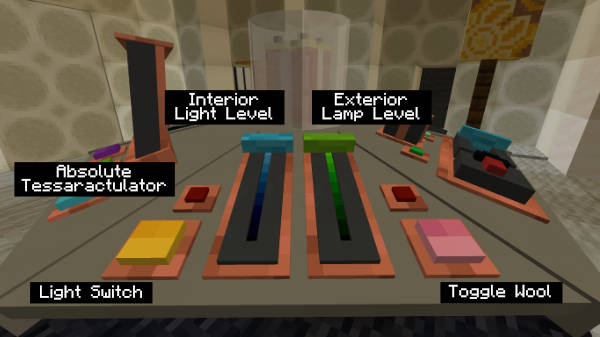 Interior
Light Level
Exterior
Lamp Level
Absolute
Tessaractulator
Light Switch
Toggle Wool